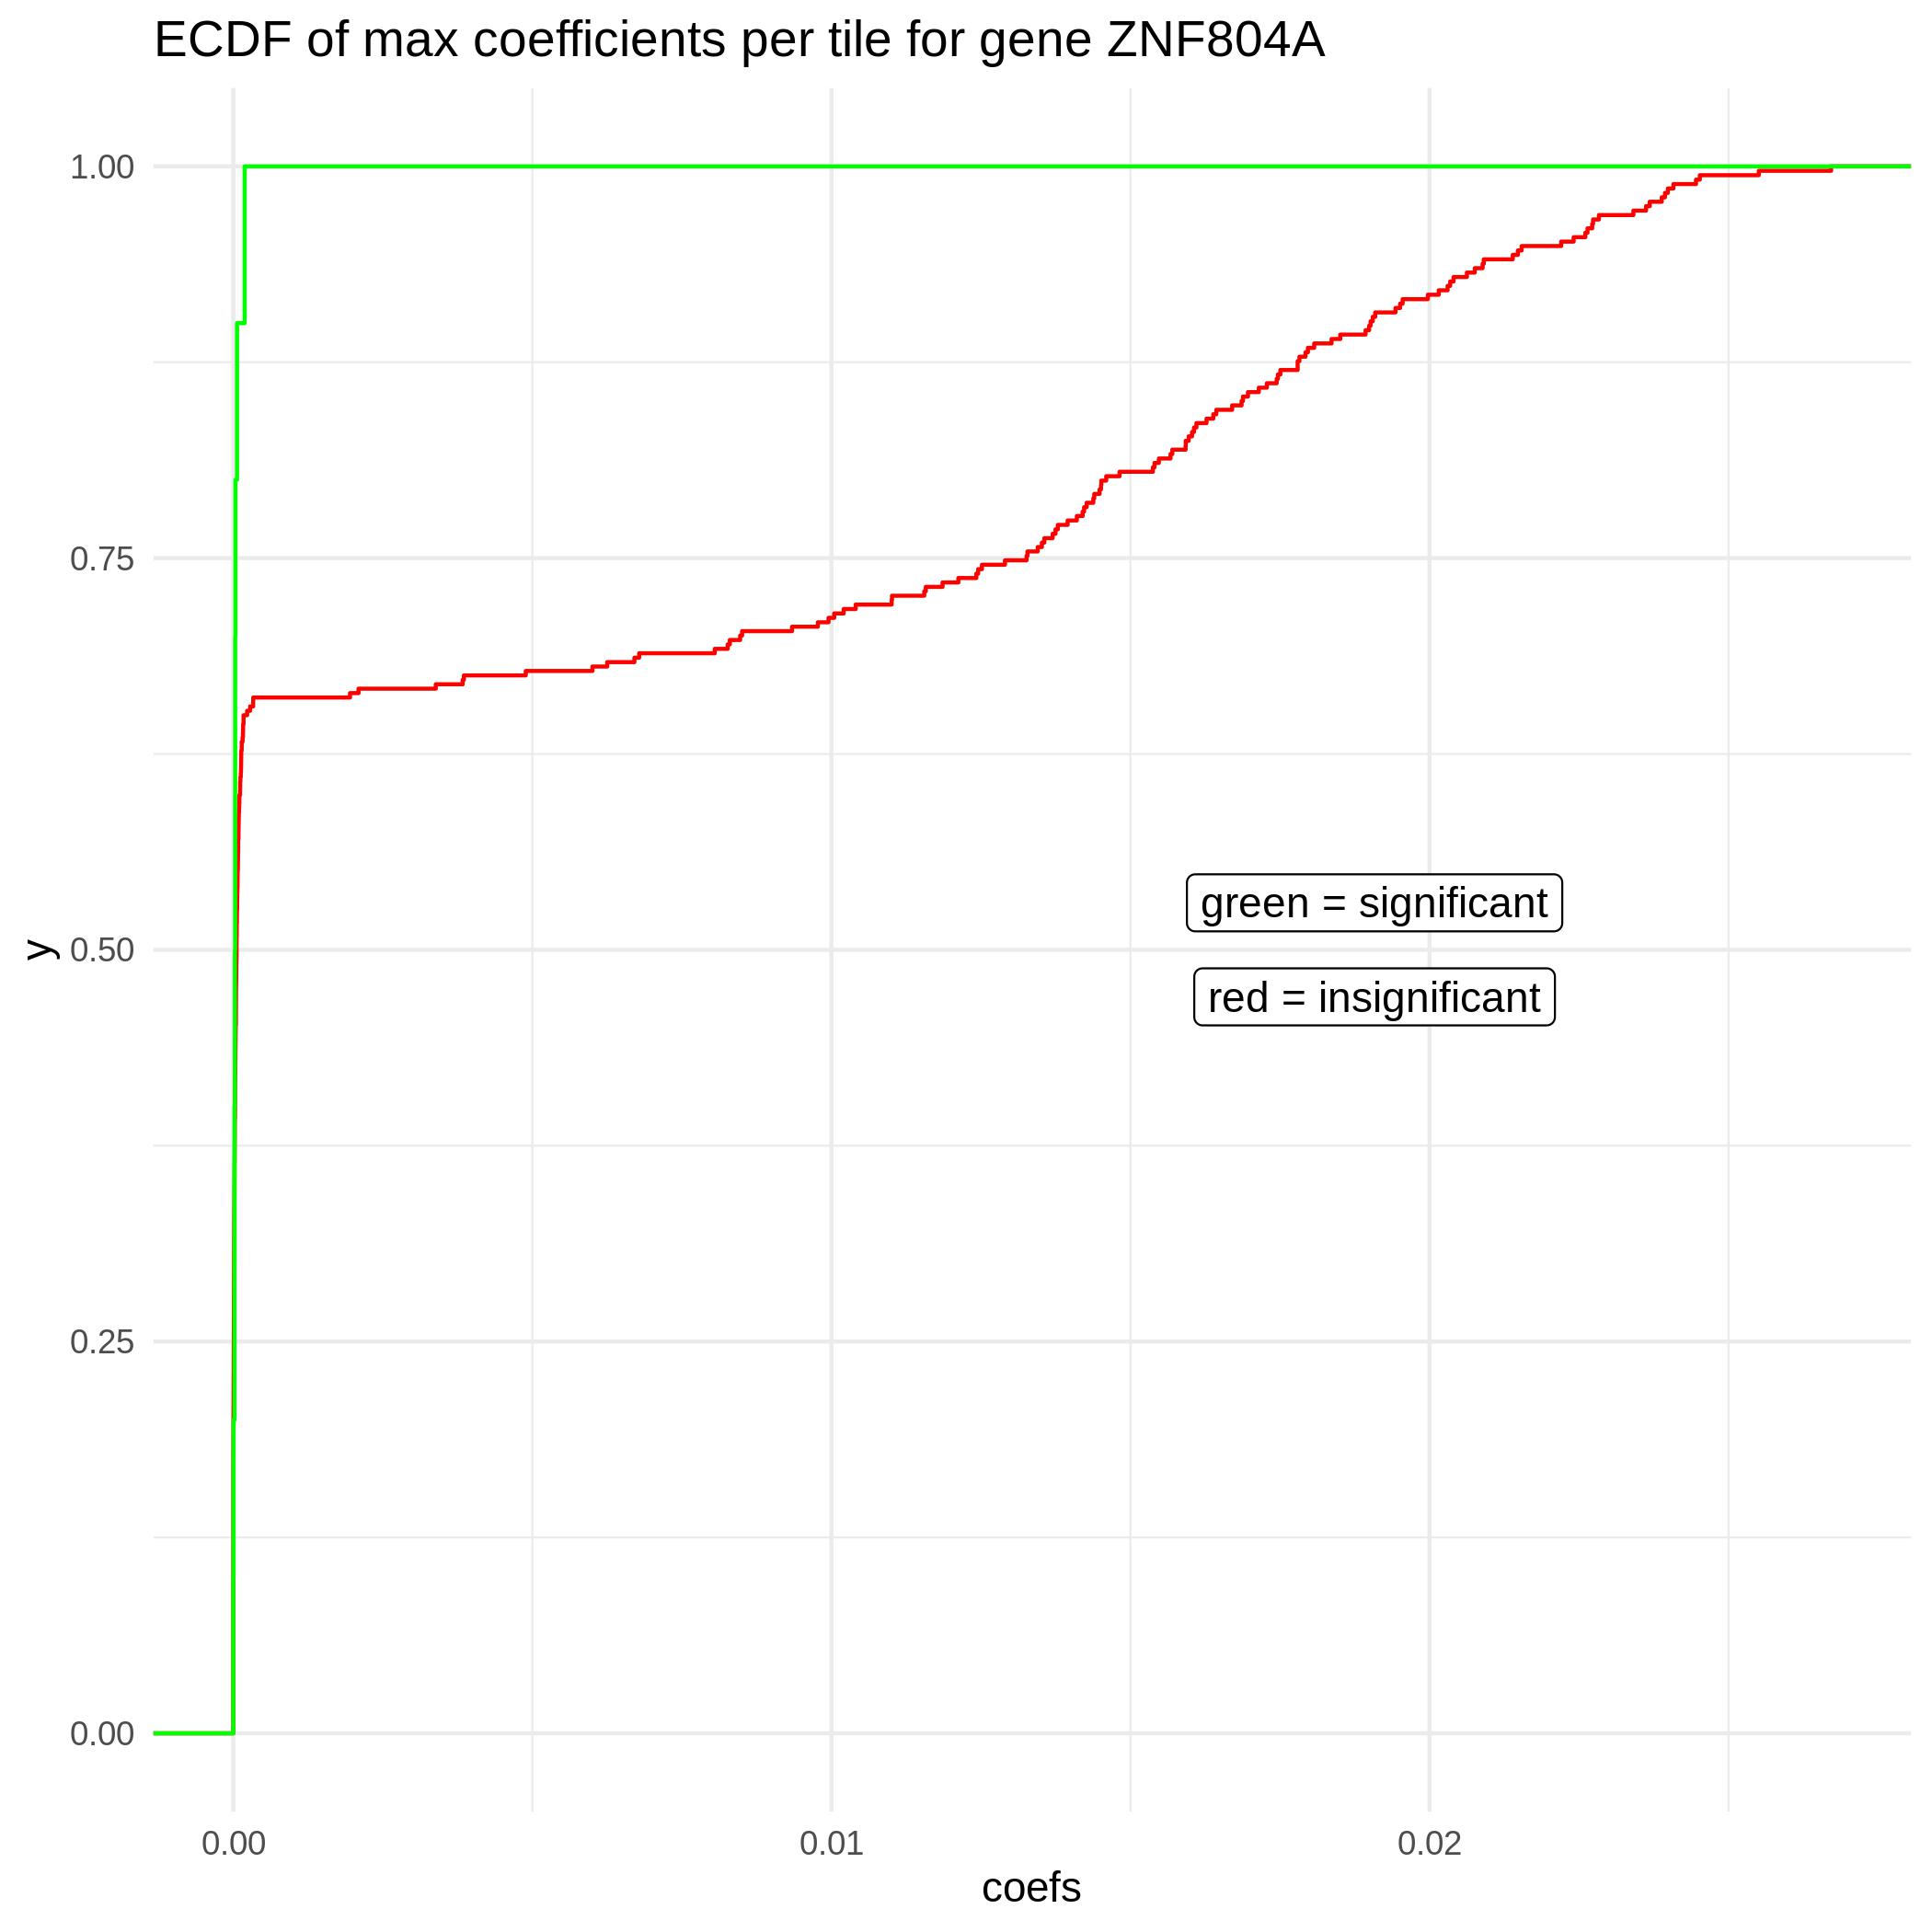 ECDF of max coefficients per tile for gene ZNF804A
1.00
0.75
0.50
0.25
0.00
y
green = significant
red = insignificant
0.00
0.01
0.02
coefs